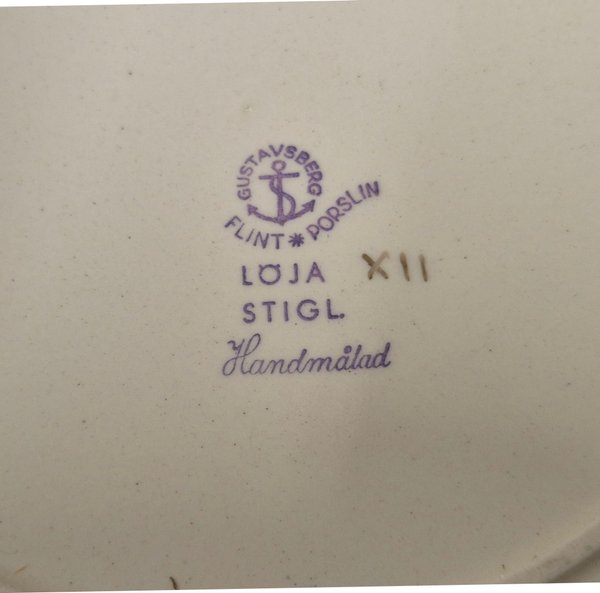 GUSTAVSBERG
FLINT * PORSLIN
LÖJA XII
STIGL.
Handmålad